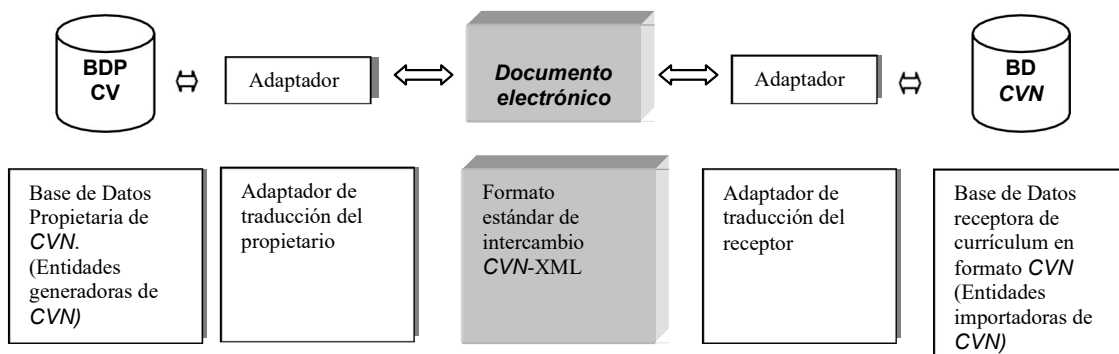 BDP
CV
Adaptador
Documento
electrónico
Adaptador
BD
CVN
Base de Datos
Propietaria de
CVN.
(Entidades
generadoras de
CVN)
Adaptador de
traducción del
propietario
Formato
estándar de
intercambio
CVN-XML
Adaptador de
traducción del
receptor
Base de Datos
receptora de
currículum en
formato CVN
(Entidades
importadoras de
CVN)